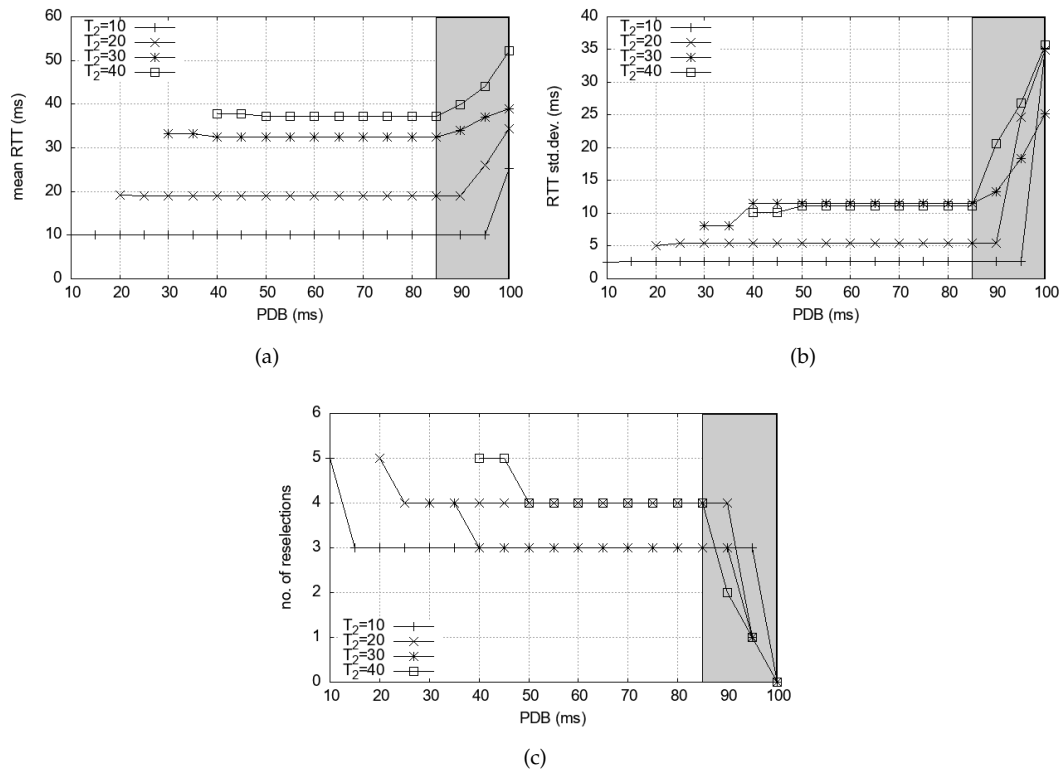 60
50
40
30
20
10
0
mean RTT (ms)
T2=10
T2=20
T2=30
T2=40
10 20 30 40 50 60 70 80 90 100
PDB (ms)
(a)
40
35
30
25
20
15
10
5
0
RTT std.dev. (ms)
T2=10
T2=20
T2=30
T2=40
10 20 30 40 50 60 70 80 90 100
PDB (ms)
(b)
6
5
4
3
2
1
0
no. of reselections
T2=10
T2=20
T2=30
T2=40
10 20 30 40 50 60 70 80 90 100
PDB (ms)
(c)